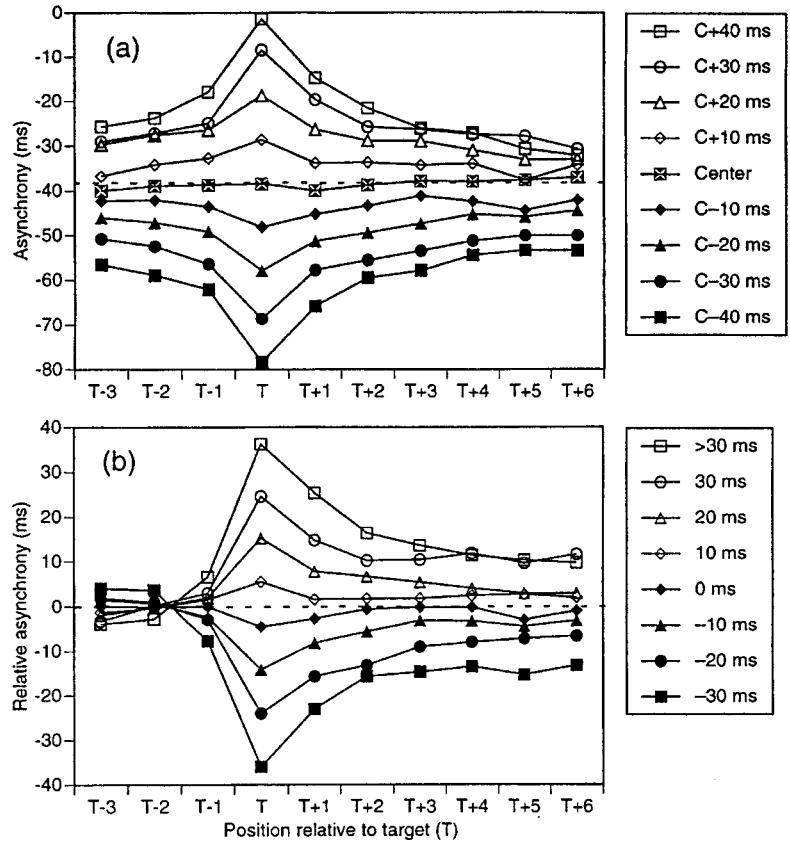 (a)
Asynchrony (ms)
0
-10
-20
-30
-40
-50
-60
-70
-80
T-3 T-2 T-1 T T+1 T+2 T+3 T+4 T+5 T+6
C+40 ms
C+30 ms
C+20 ms
C+10 ms
Center
C–10 ms
C–20 ms
C–30 ms
C–40 ms
(b)
Relative asynchrony (ms)
40
30
20
10
0
-10
-20
-30
-40
T-3 T-2 T-1 T T+1 T+2 T+3 T+4 T+5 T+6
Position relative to target (T)
>30 ms
30 ms
20 ms
10 ms
0 ms
–10 ms
–20 ms
–30 ms